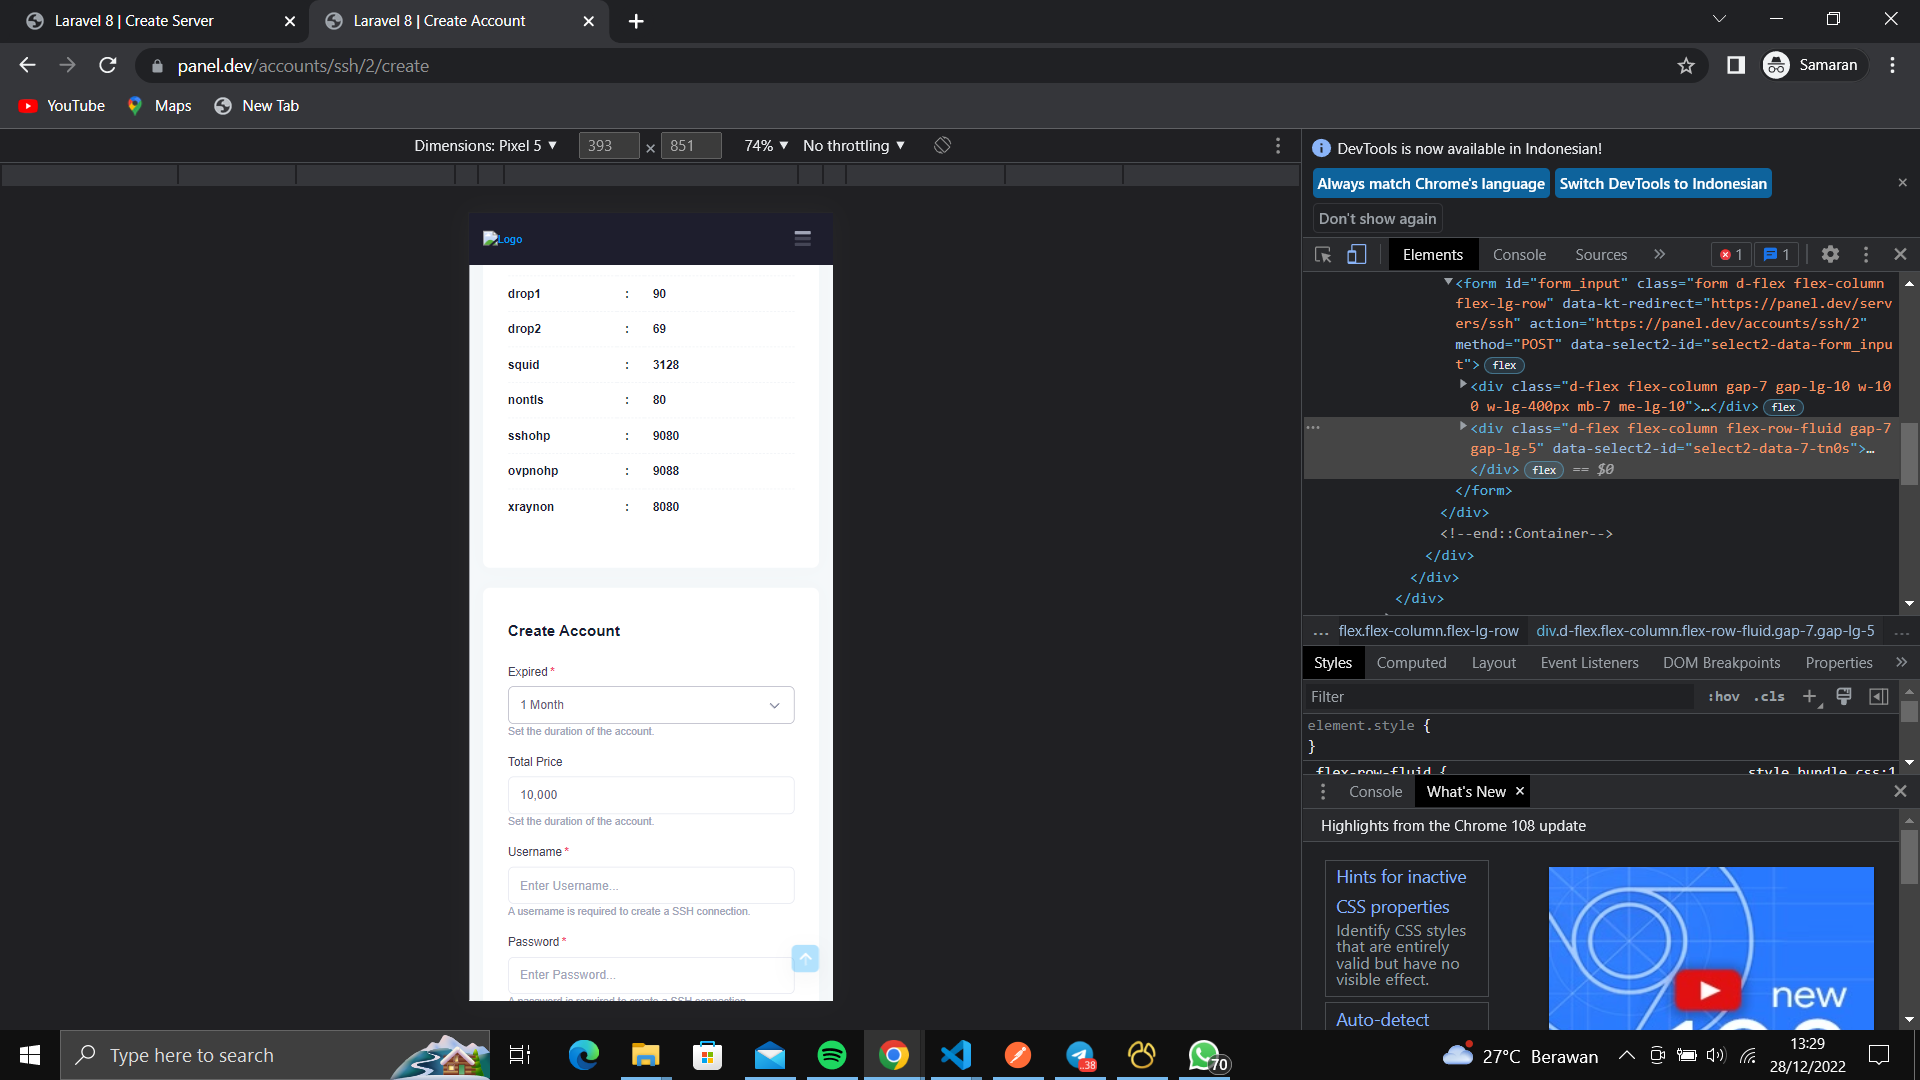 Laravel 8 | Create Server
Laravel 8 | Create Account
panel.dev/accounts/ssh/2/create
Samaran
YouTube
Maps
New Tab
Dimensions: Pixel 5 ▼
393 × 851
74% ▼
No throttling ▼
Logo
drop1 : 90
drop2 : 69
squid : 3128
nontls : 80
sshohp : 9080
ovpnohp : 9088
xraynon : 8080
Create Account
Expired *
1 Month
Set the duration of the account.
Total Price
10,000
Set the duration of the account.
Username *
Enter Username...
A username is required to create a SSH connection.
Password *
Enter Password...
A password is required to create a SSH connection.
DevTools is now available in Indonesian!
Always match Chrome's language
Switch DevTools to Indonesian
Don't show again
Elements
Console
Sources
»
1
1
▼<form id="form_input" class="form d-flex flex-column
flex-lg-row" data-kt-redirect="https://panel.dev/serv
ers/ssh" action="https://panel.dev/accounts/ssh/2"
method="POST" data-select2-id="select2-data-form_inpu
t"> flex
▶<div class="d-flex flex-column gap-7 gap-lg-10 w-10
0 w-lg-400px mb-7 me-lg-10">…</div> flex
... ▶<div class="d-flex flex-column flex-row-fluid gap-7
gap-lg-5" data-select2-id="select2-data-7-tn0s">…
</div> flex == $0
</form>
</div>
<!--end::Container-->
</div>
</div>
</div>
... flex.flex-column.flex-lg-row div.d-flex.flex-column.flex-row-fluid.gap-7.gap-lg-5 ...
Styles
Computed
Layout
Event Listeners
DOM Breakpoints
Properties
»
Filter
:hov .cls +
element.style {
}
.flex-row-fluid { style.bundle.css:1
Console
What's New ×
Highlights from the Chrome 108 update
Hints for inactive
CSS properties
Identify CSS styles
that are entirely
valid but have no
visible effect.
Auto-detect
new
Type here to search
..38
70
27°C Berawan
13:29
28/12/2022